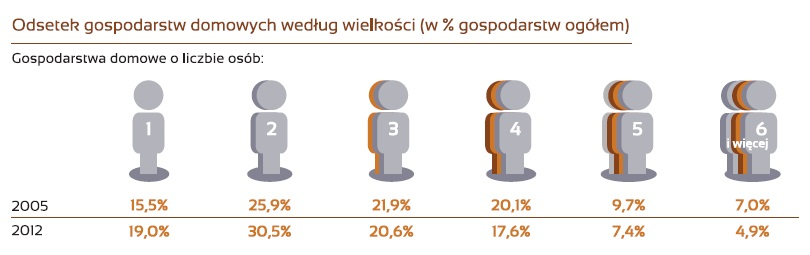 Odsetek gospodarstw domowych według wielkości (w % gospodarstw ogółem)
Gospodarstwa domowe o liczbie osób:
1 2 3 4 5 6
i więcej
2005 15,5% 25,9% 21,9% 20,1% 9,7% 7,0%
2012 19,0% 30,5% 20,6% 17,6% 7,4% 4,9%